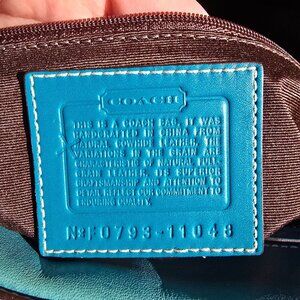 COACH
THIS IS A COACH BAG. IT WAS
HANDCRAFTED IN CHINA FROM
NATURAL COWHIDE LEATHER, THE
VARIATIONS IN THE GRAIN ARE
CHARACTERISTIC OF NATURAL FULL
GRAIN LEATHER. ITS SUPERIOR
CRAFTSMANSHIP AND ATTENTION TO
DETAIL REFLECT OUR COMMITMENT TO
ENDURING QUALITY.
Nº F0793-11048